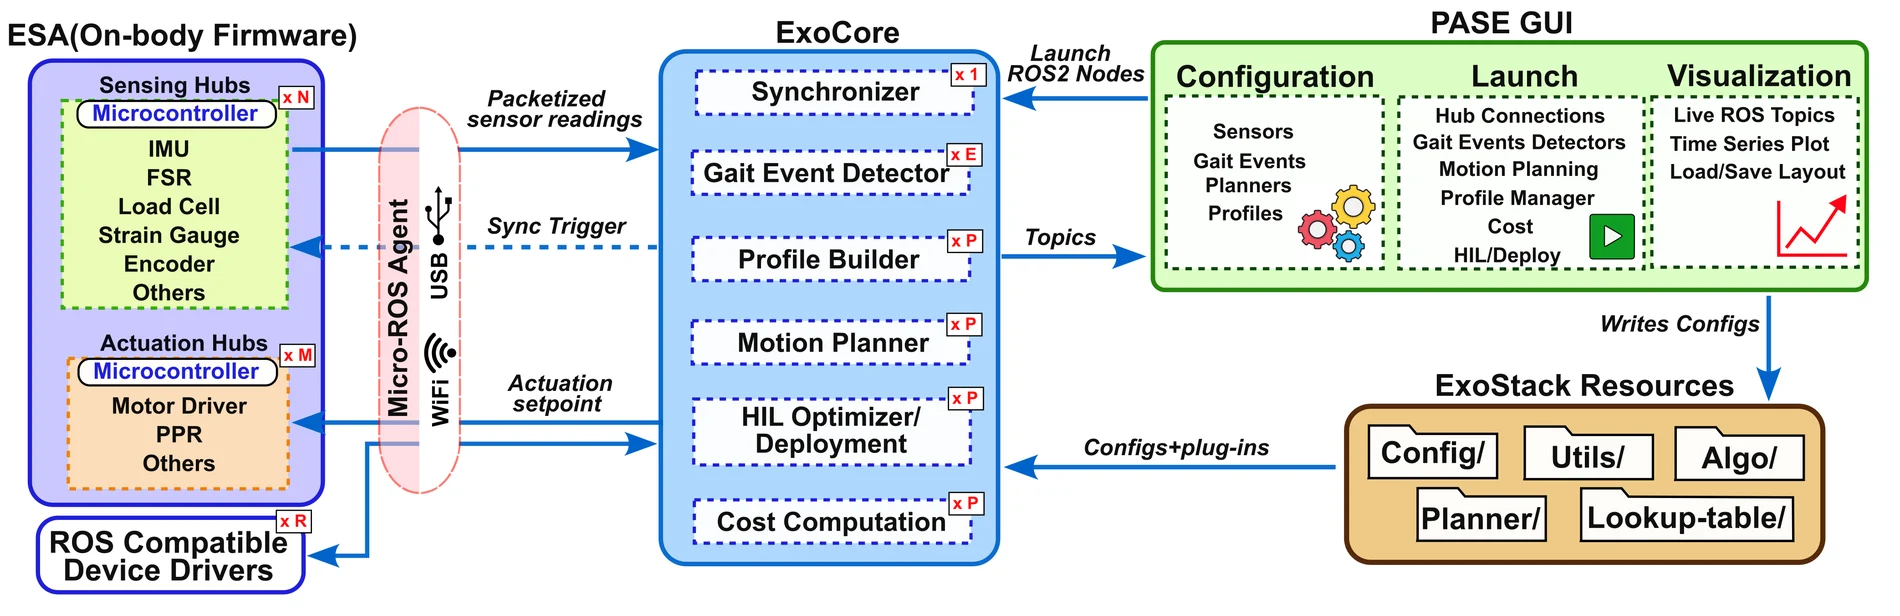 ESA(On-body Firmware)
Sensing Hubs
x N
Microcontroller
IMU
FSR
Load Cell
Strain Gauge
Encoder
Others
Actuation Hubs
x M
Microcontroller
Motor Driver
PPR
Others
x R
ROS Compatible
Device Drivers
Micro-ROS Agent
USB
WiFi
Packetized
sensor readings
Sync Trigger
Actuation
setpoint
ExoCore
x 1
Synchronizer
x E
Gait Event Detector
x P
Profile Builder
x P
Motion Planner
x P
HIL Optimizer/
Deployment
x P
Cost Computation
Launch
ROS2 Nodes
Topics
Configs+plug-ins
PASE GUI
Configuration
Sensors
Gait Events
Planners
Profiles
Launch
Hub Connections
Gait Events Detectors
Motion Planning
Profile Manager
Cost
HIL/Deploy
Visualization
Live ROS Topics
Time Series Plot
Load/Save Layout
Writes Configs
ExoStack Resources
Config/
Utils/
Algo/
Planner/
Lookup-table/